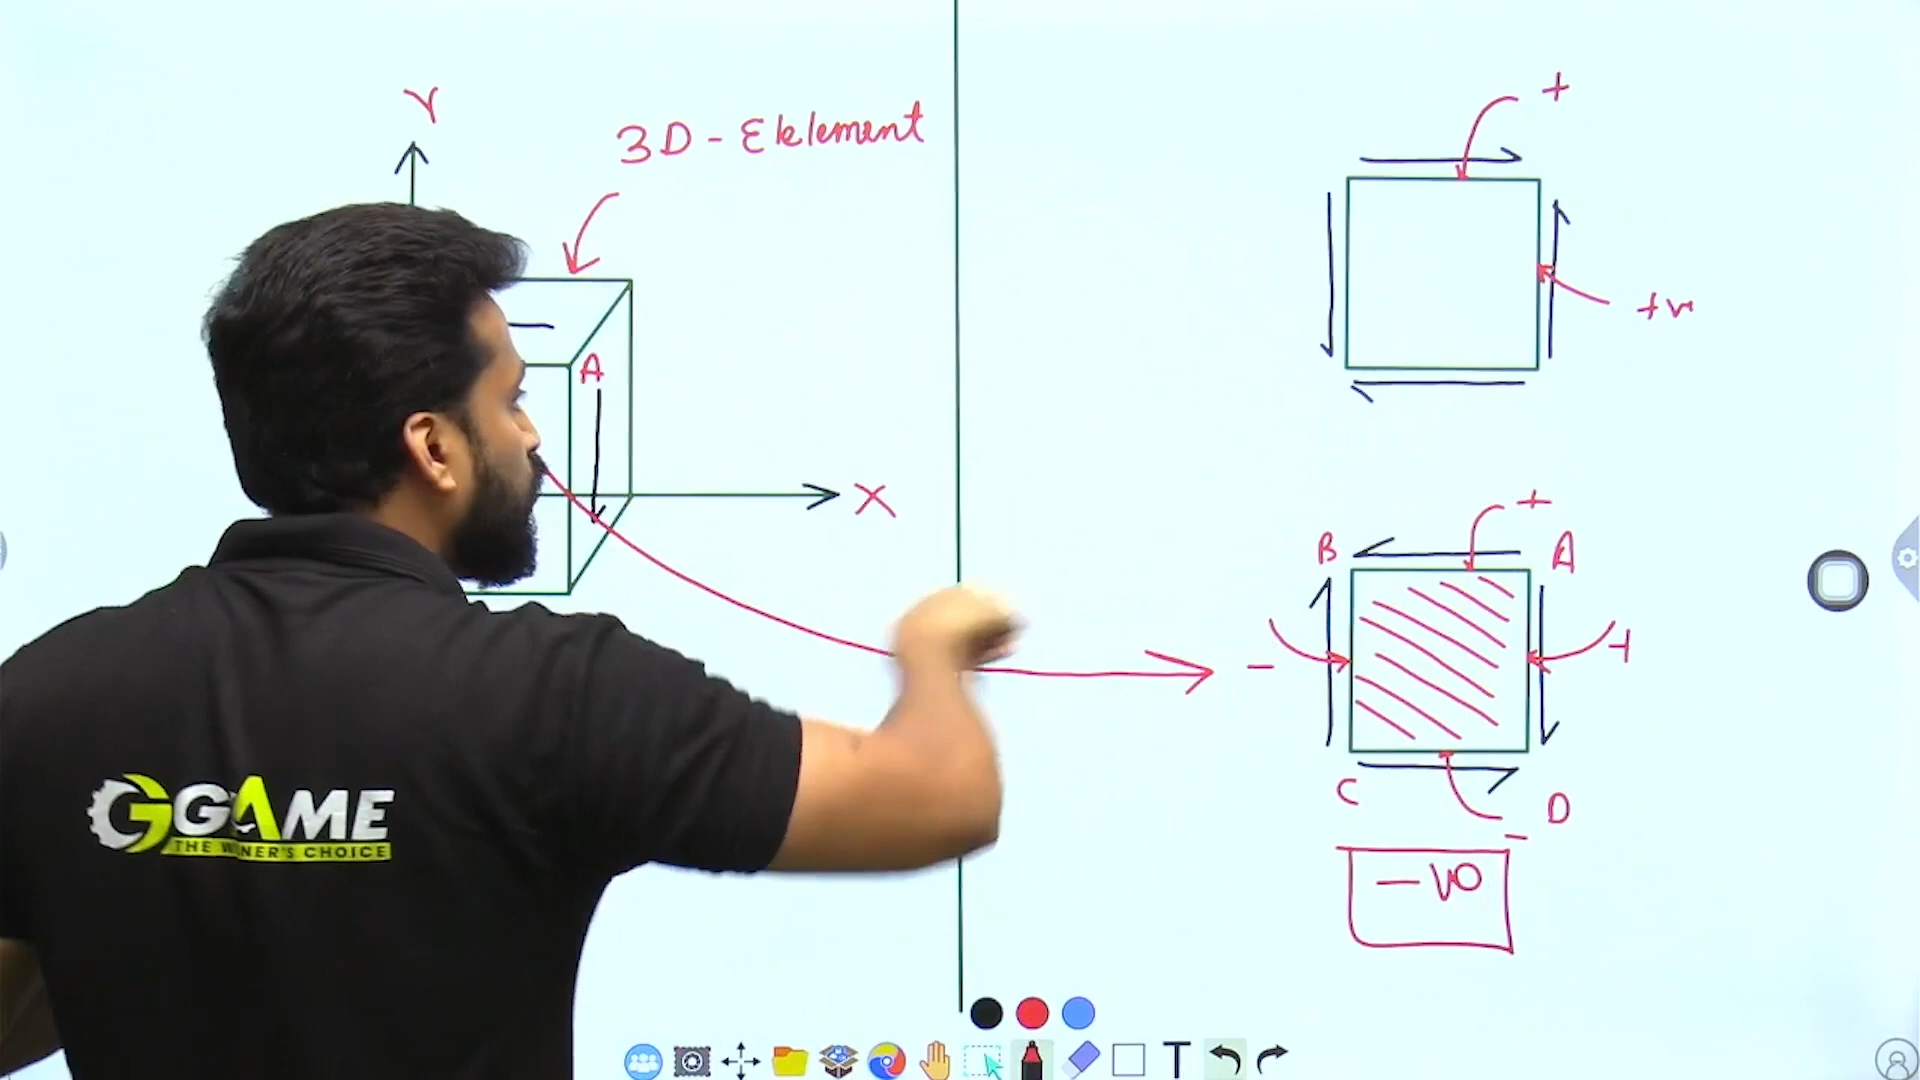 Y
3D - Eklement
A
X
+
+ve
+
B
A
-
+
C
D
-
-ve
GGAME
THE WINNER'S CHOICE
T